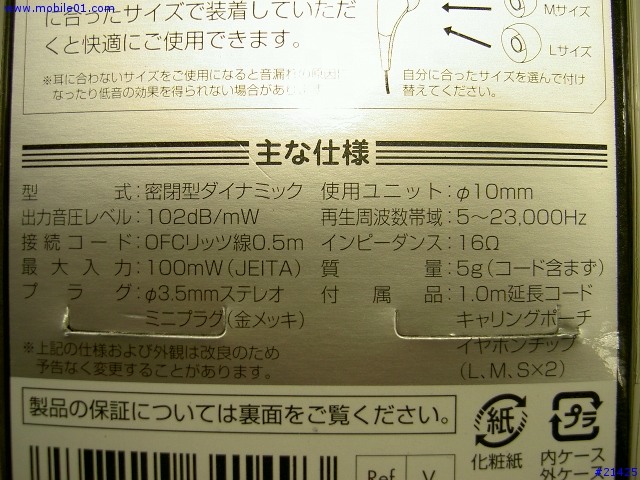 www.mobile01.com
に合ったサイズで装着していただ
くと快適にご使用できます。
※耳に合わないサイズをご使用になると音漏れの原因に
なったり低音の効果を得られない場合があ
Mサイズ
Lサイズ
自分に合ったサイズを選んで付け
替えてください。
主な仕様
型式:密閉型ダイナミック
出力音圧レベル:102dB/mW
接続コード:OFCリッツ線0.5m
最大入力:100mW(JEITA)
プラグ:φ3.5mmステレオ
ミニプラグ(金メッキ)
※上記の仕様および外観は改良のため
予告なく変更することがあります。
使用ユニット:φ10mm
再生周波数帯域:5〜23,000Hz
インピーダンス:16Ω
質量:5g(コード含まず)
付属品:1.0m延長コード
キャリングポーチ
イヤホンチップ
(L、M、S×2)
製品の保証については裏面をご覧ください。
紙
化粧紙
プラ
内ケース
外ケース
Ref
V
#21425